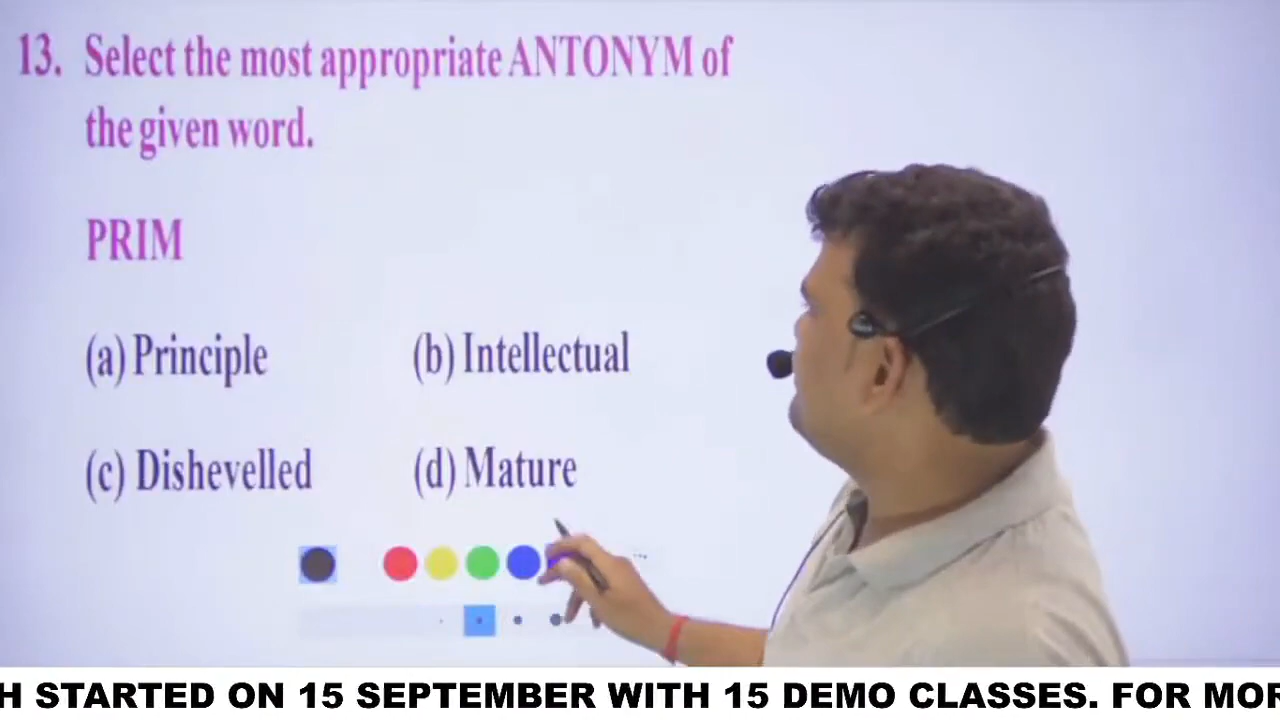 13. Select the most appropriate ANTONYM of
the given word.
PRIM
(a) Principle (b) Intellectual
(c) Dishevelled (d) Mature
H STARTED ON 15 SEPTEMBER WITH 15 DEMO CLASSES. FOR MOR